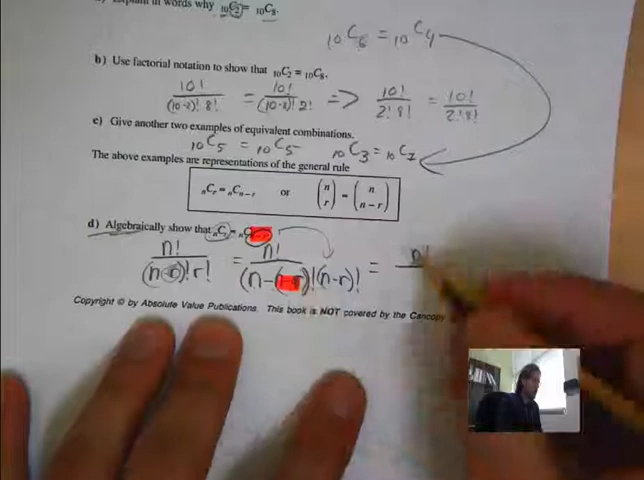 Explain in words why ₁₀C₂ = ₁₀C₈.
₁₀C₆ = ₁₀C₄
b) Use factorial notation to show that ₁₀C₂ = ₁₀C₈.
10!/(10-8)! 8! = 10!/(10-2)! 2! => 10!/2! 8! = 10!/2! 8!
c) Give another two examples of equivalent combinations.
₁₀C₅ = ₁₀C₅ ₁₀C₃ = ₁₀C₇
The above examples are representations of the general rule
ₙCᵣ = ₙCₙ₋ᵣ or (n r) = (n n-r)
d) Algebraically show that ₙCᵣ = ₙC
n!/(n-r)! r! = n!/(n-(n-r))! (n-r)! = n!
Copyright © by Absolute Value Publications. This book is NOT covered by the Cancopy